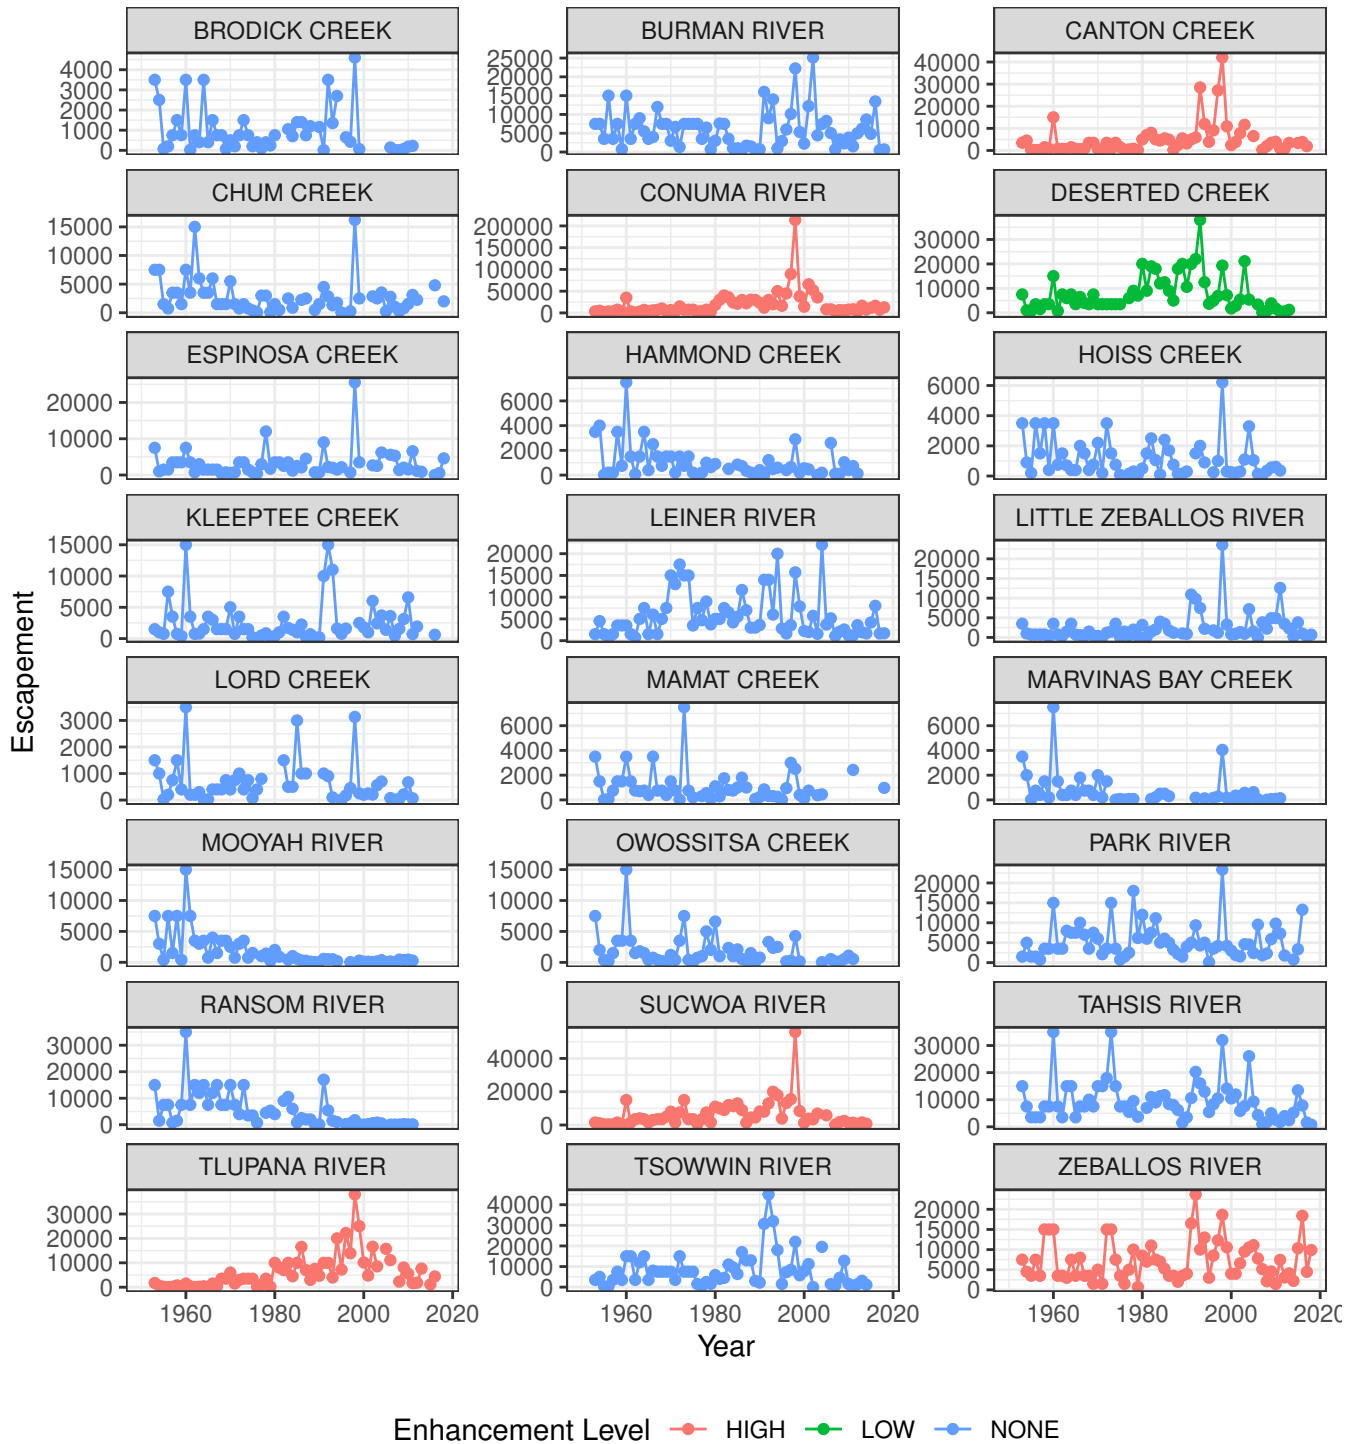 BRODICK CREEK BURMAN RIVER CANTON CREEK
4000 3000 2000 1000 0
25000 20000 15000 10000 5000 0
40000 30000 20000 10000 0
CHUM CREEK CONUMA RIVER DESERTED CREEK
15000 10000 5000 0
200000 150000 100000 50000 0
30000 20000 10000 0
ESPINOSA CREEK HAMMOND CREEK HOISS CREEK
20000 10000 0
6000 4000 2000 0
6000 4000 2000 0
KLEEPTEE CREEK LEINER RIVER LITTLE ZEBALLOS RIVER
15000 10000 5000 0
20000 15000 10000 5000 0
20000 15000 10000 5000 0
LORD CREEK MAMAT CREEK MARVINAS BAY CREEK
3000 2000 1000 0
6000 4000 2000 0
6000 4000 2000 0
MOOYAH RIVER OWOSSITSA CREEK PARK RIVER
15000 10000 5000 0
15000 10000 5000 0
20000 15000 10000 5000 0
RANSOM RIVER SUCWOA RIVER TAHSIS RIVER
30000 20000 10000 0
40000 20000 0
30000 20000 10000 0
TLUPANA RIVER TSOWWIN RIVER ZEBALLOS RIVER
30000 20000 10000 0
40000 30000 20000 10000 0
20000 15000 10000 5000 0
1960 1980 2000 2020 1960 1980 2000 2020 1960 1980 2000 202
Escapement
Year
Enhancement Level HIGH LOW NONE